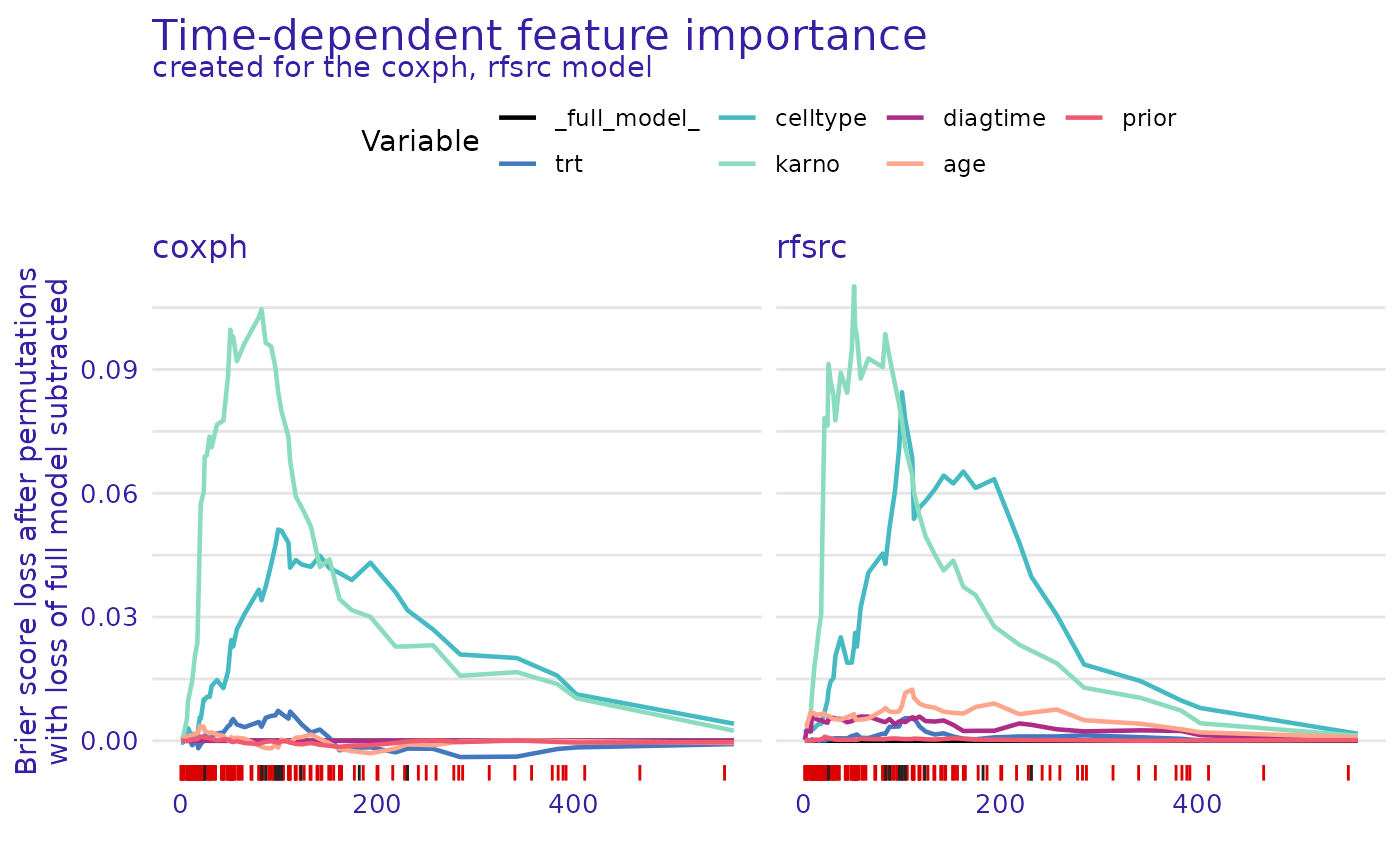 Time-dependent feature importance
created for the coxph, rfsrc model
Variable
_full_model_ celltype diagtime prior
trt karno age
coxph rfsrc
Brier score loss after permutations
with loss of full model subtracted
0.09
0.06
0.03
0.00
0 200 400 0 200 400